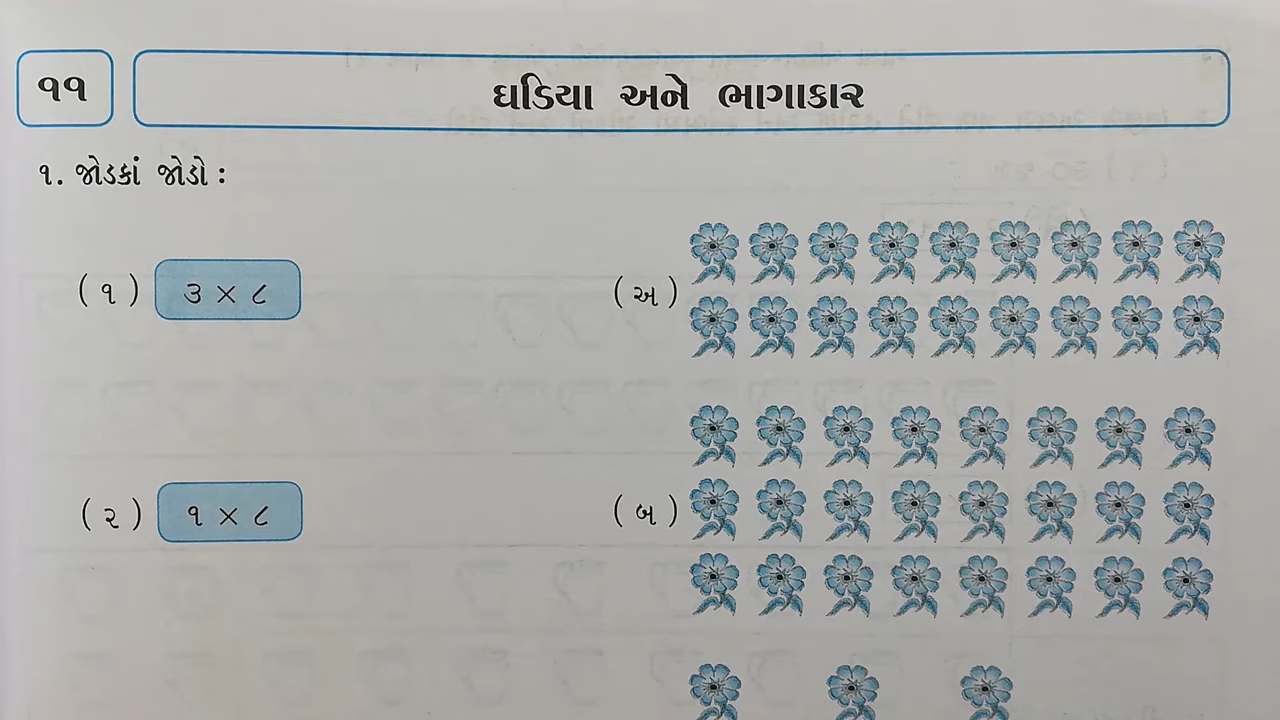 ૧૧
ઘડિયા અને ભાગાકાર
૧. જોડકાં જોડો :
( ૧ ) ૩ × ૮
( અ )
( ૨ ) ૧ × ૮
( બ )